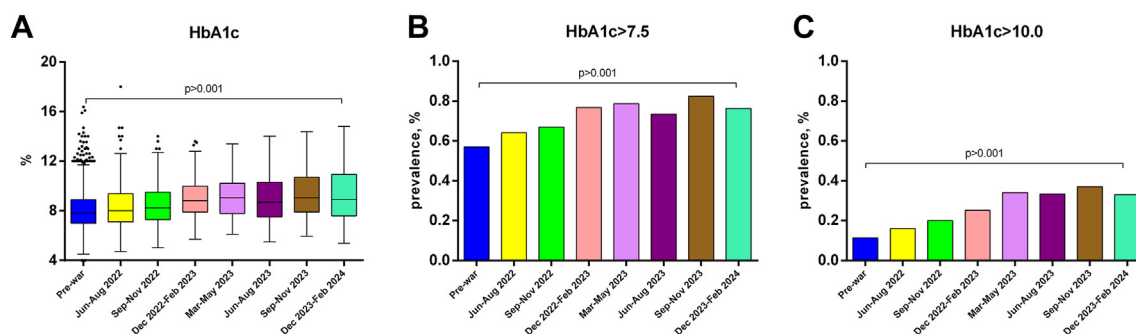 A
HbA1c
%
20
16
12
8
4
p>0.001
Pre-war
Jun-Aug 2022
Sep-Nov 2022
Dec 2022-Feb 2023
Mar-May 2023
Jun-Aug 2023
Sep-Nov 2023
Dec 2023-Feb 2024
B
HbA1c>7.5
prevalence, %
1.0
0.8
0.6
0.4
0.2
0.0
p>0.001
Pre-war
Jun-Aug 2022
Sep-Nov 2022
Dec 2022-Feb 2023
Mar-May 2023
Jun-Aug 2023
Sep-Nov 2023
Dec 2023-Feb 2024
C
HbA1c>10.0
prevalence, %
1.0
0.8
0.6
0.4
0.2
0.0
p>0.001
Pre-war
Jun-Aug 2022
Sep-Nov 2022
Dec 2022-Feb 2023
Mar-May 2023
Jun-Aug 2023
Sep-Nov 2023
Dec 2023-Feb 2024